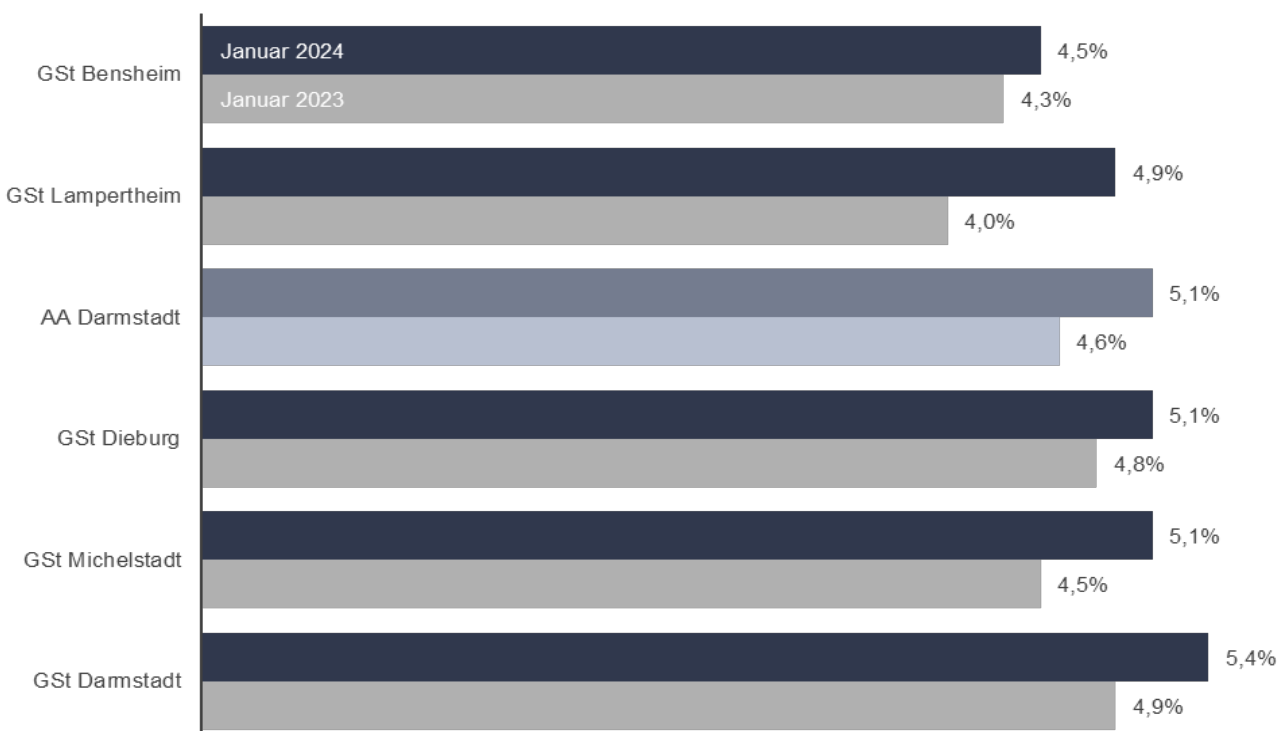 GSt Bensheim
Januar 2024
4,5%
Januar 2023
4,3%
GSt Lampertheim
4,9%
4,0%
AA Darmstadt
5,1%
4,6%
GSt Dieburg
5,1%
4,8%
GSt Michelstadt
5,1%
4,5%
GSt Darmstadt
5,4%
4,9%